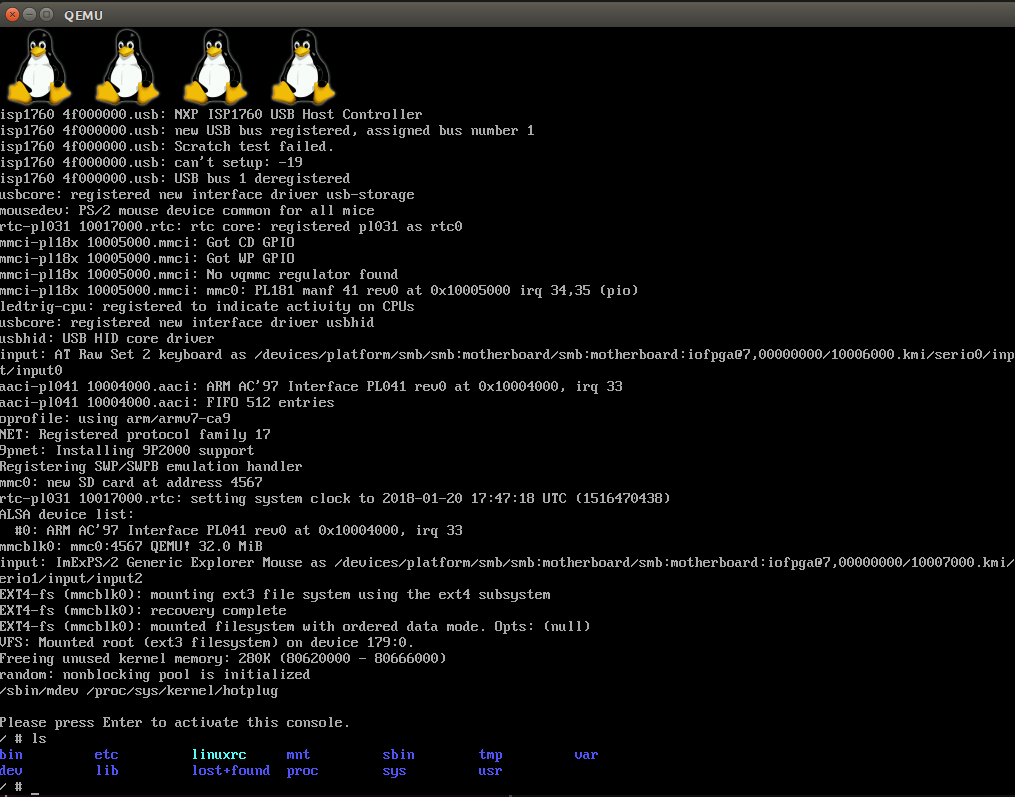 QEMU
isp1760 4f000000.usb: NXP ISP1760 USB Host Controller
isp1760 4f000000.usb: new USB bus registered, assigned bus number 1
isp1760 4f000000.usb: Scratch test failed.
isp1760 4f000000.usb: can't setup: -19
isp1760 4f000000.usb: USB bus 1 deregistered
usbcore: registered new interface driver usb-storage
mousedev: PS/2 mouse device common for all mice
rtc-pl031 10017000.rtc: rtc core: registered pl031 as rtc0
mmci-pl18x 10005000.mmci: Got CD GPIO
mmci-pl18x 10005000.mmci: Got WP GPIO
mmci-pl18x 10005000.mmci: No vqmmc regulator found
mmci-pl18x 10005000.mmci: mmc0: PL181 manf 41 rev0 at 0x10005000 irq 34,35 (pio)
ledtrig-cpu: registered to indicate activity on CPUs
usbcore: registered new interface driver usbhid
usbhid: USB HID core driver
input: AT Raw Set 2 keyboard as /devices/platform/smb/smb:motherboard/smb:motherboard:iofpga@7,00000000/10006000.kmi/serio0/inp
t/input0
aaci-pl041 10004000.aaci: ARM AC'97 Interface PL041 rev0 at 0x10004000, irq 33
aaci-pl041 10004000.aaci: FIFO 512 entries
oprofile: using arm/armv7-ca9
NET: Registered protocol family 17
9pnet: Installing 9P2000 support
Registering SWP/SWPB emulation handler
mmc0: new SD card at address 4567
rtc-pl031 10017000.rtc: setting system clock to 2018-01-20 17:47:18 UTC (1516470438)
ALSA device list:
#0: ARM AC'97 Interface PL041 rev0 at 0x10004000, irq 33
mmcblk0: mmc0:4567 QEMU! 32.0 MiB
input: ImExPS/2 Generic Explorer Mouse as /devices/platform/smb/smb:motherboard/smb:motherboard:iofpga@7,00000000/10007000.kmi/
erio1/input/input2
EXT4-fs (mmcblk0): mounting ext3 file system using the ext4 subsystem
EXT4-fs (mmcblk0): recovery complete
EXT4-fs (mmcblk0): mounted filesystem with ordered data mode. Opts: (null)
VFS: Mounted root (ext3 filesystem) on device 179:0.
Freeing unused kernel memory: 280K (80620000 - 80666000)
random: nonblocking pool is initialized
/sbin/mdev /proc/sys/kernel/hotplug
Please press Enter to activate this console.
/ # ls
bin etc linuxrc mnt sbin tmp var
dev lib lost+found proc sys usr
/ # _